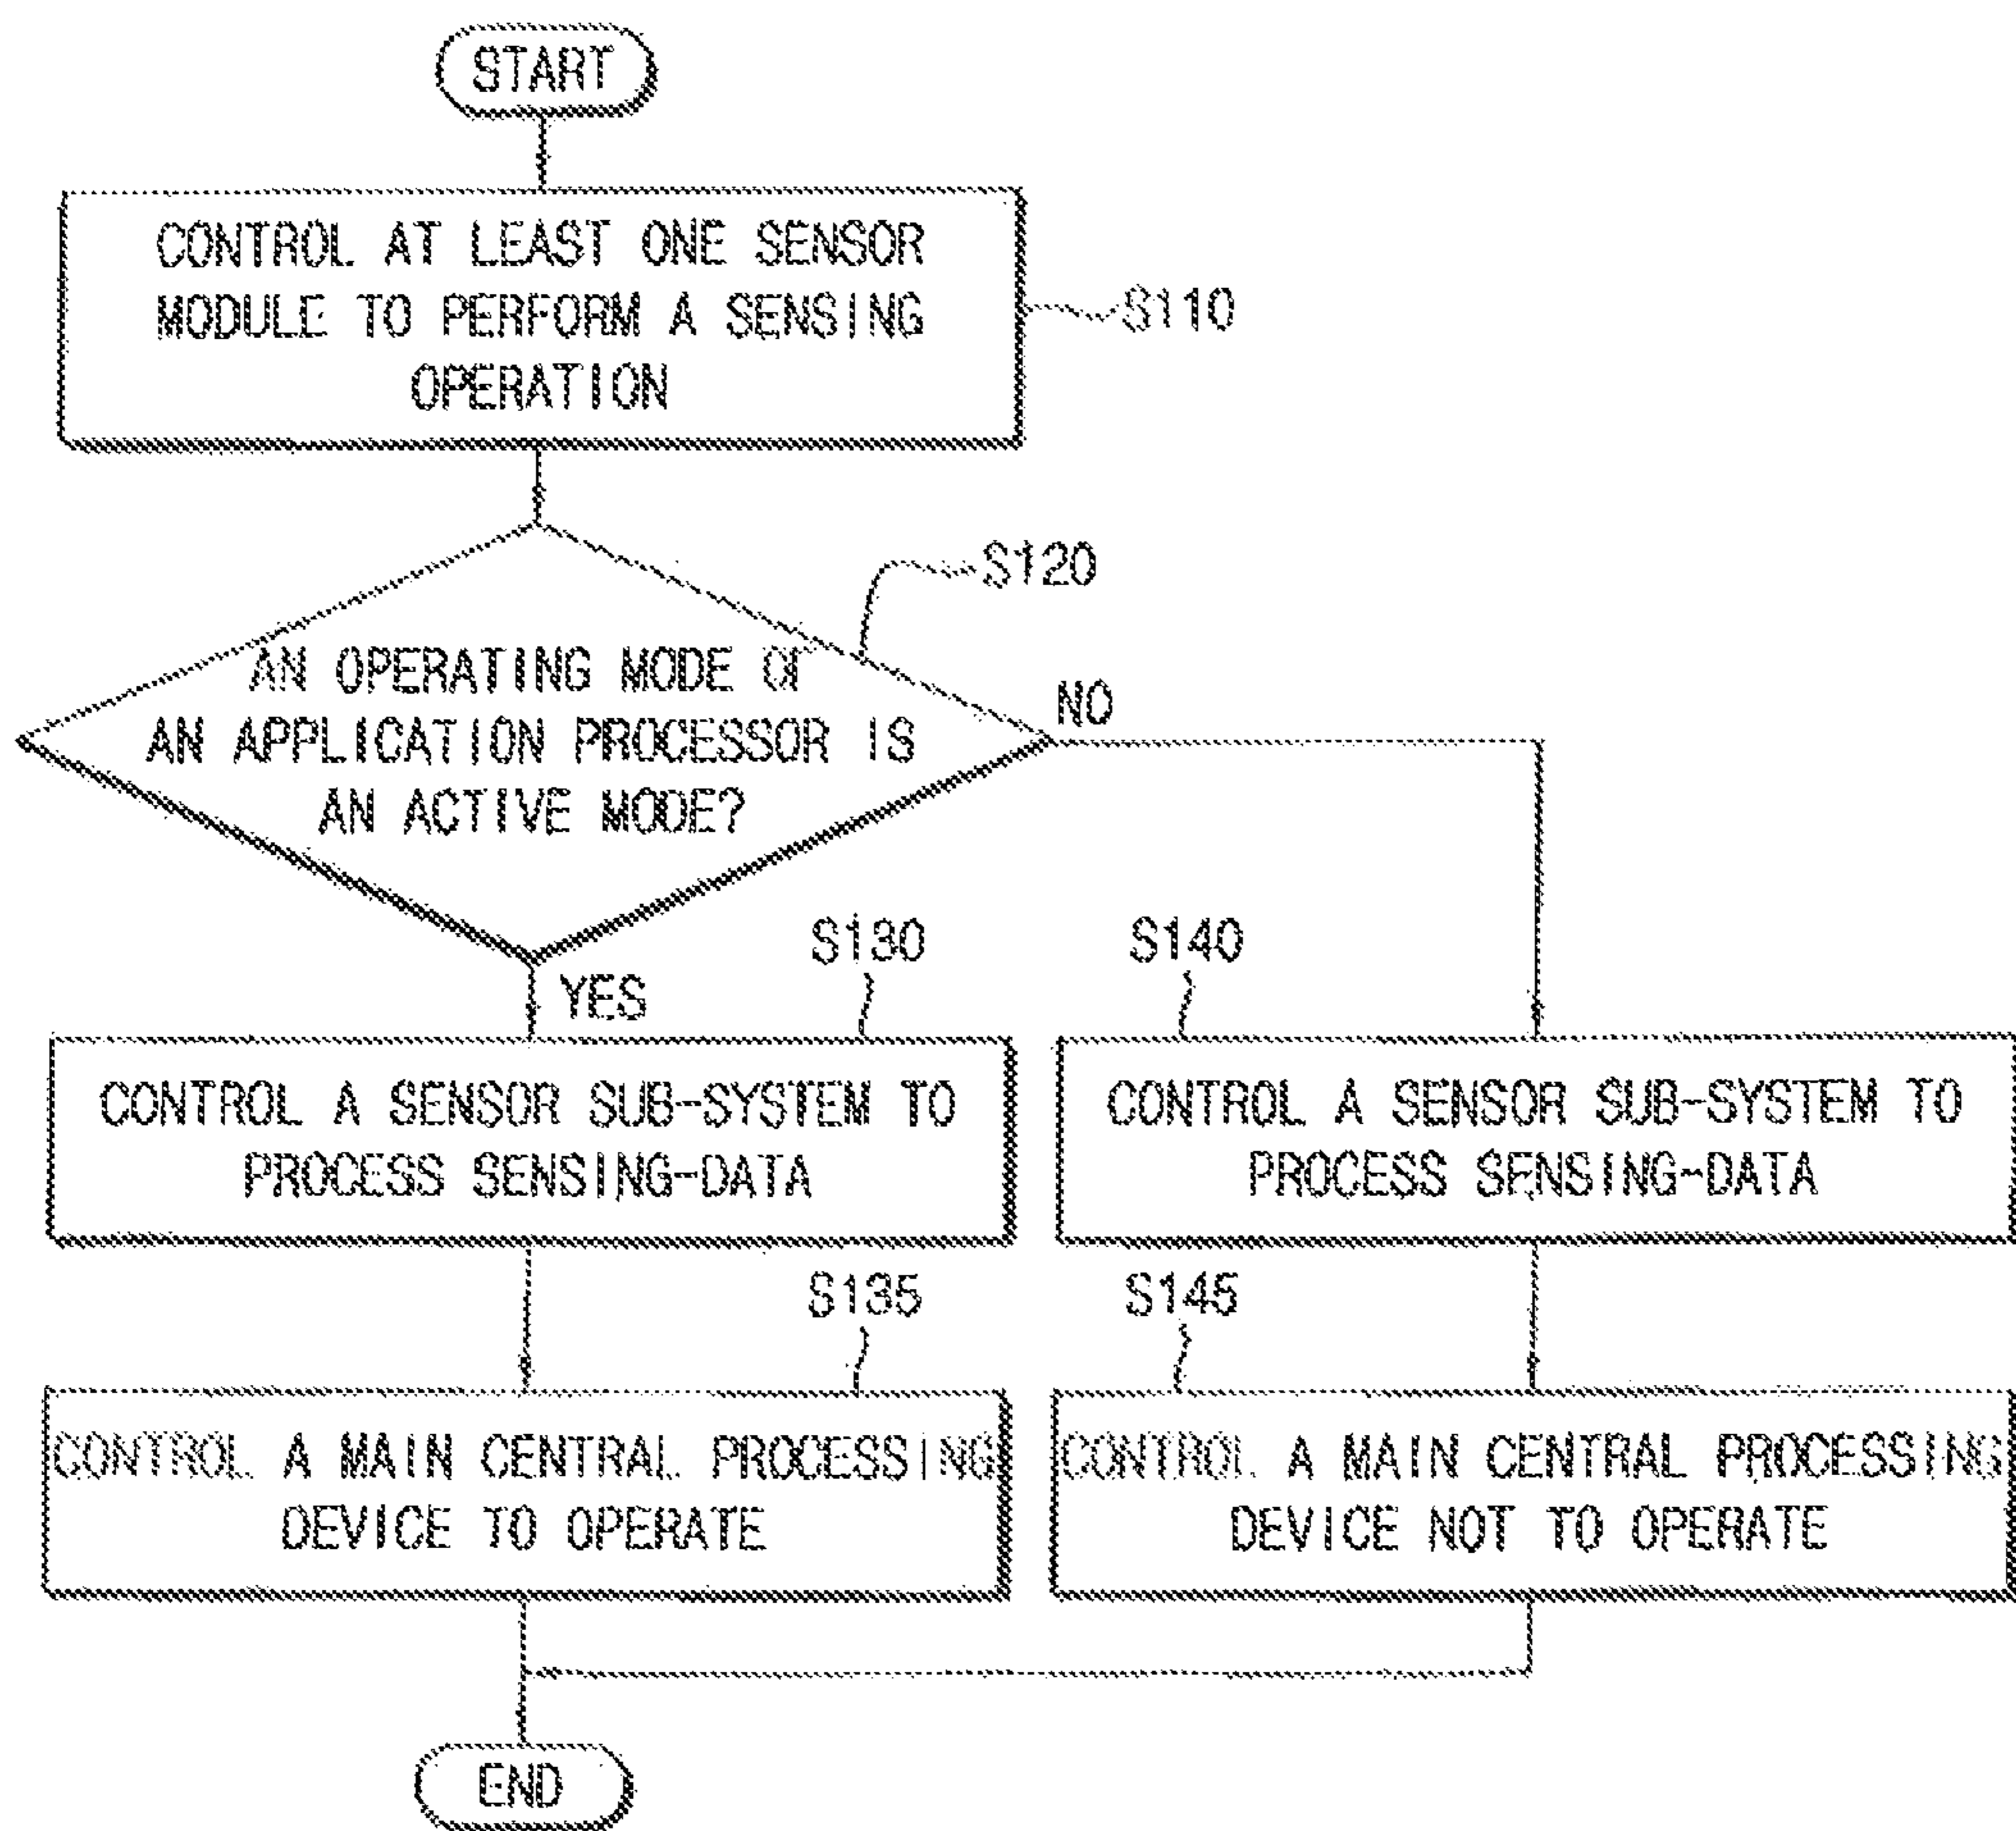 START
CONTROL AT LEAST ONE SENSOR
MODULE TO PERFORM A SENSING
OPERATION
S110
S120
AN OPERATING MODE OF
AN APPLICATION PROCESSOR IS
AN ACTIVE MODE?
NO
YES
S130
S140
CONTROL A SENSOR SUB-SYSTEM TO
PROCESS SENSING-DATA
CONTROL A SENSOR SUB-SYSTEM TO
PROCESS SENSING-DATA
S135
S145
CONTROL A MAIN CENTRAL PROCESSING
DEVICE TO OPERATE
CONTROL A MAIN CENTRAL PROCESSING
DEVICE NOT TO OPERATE
END